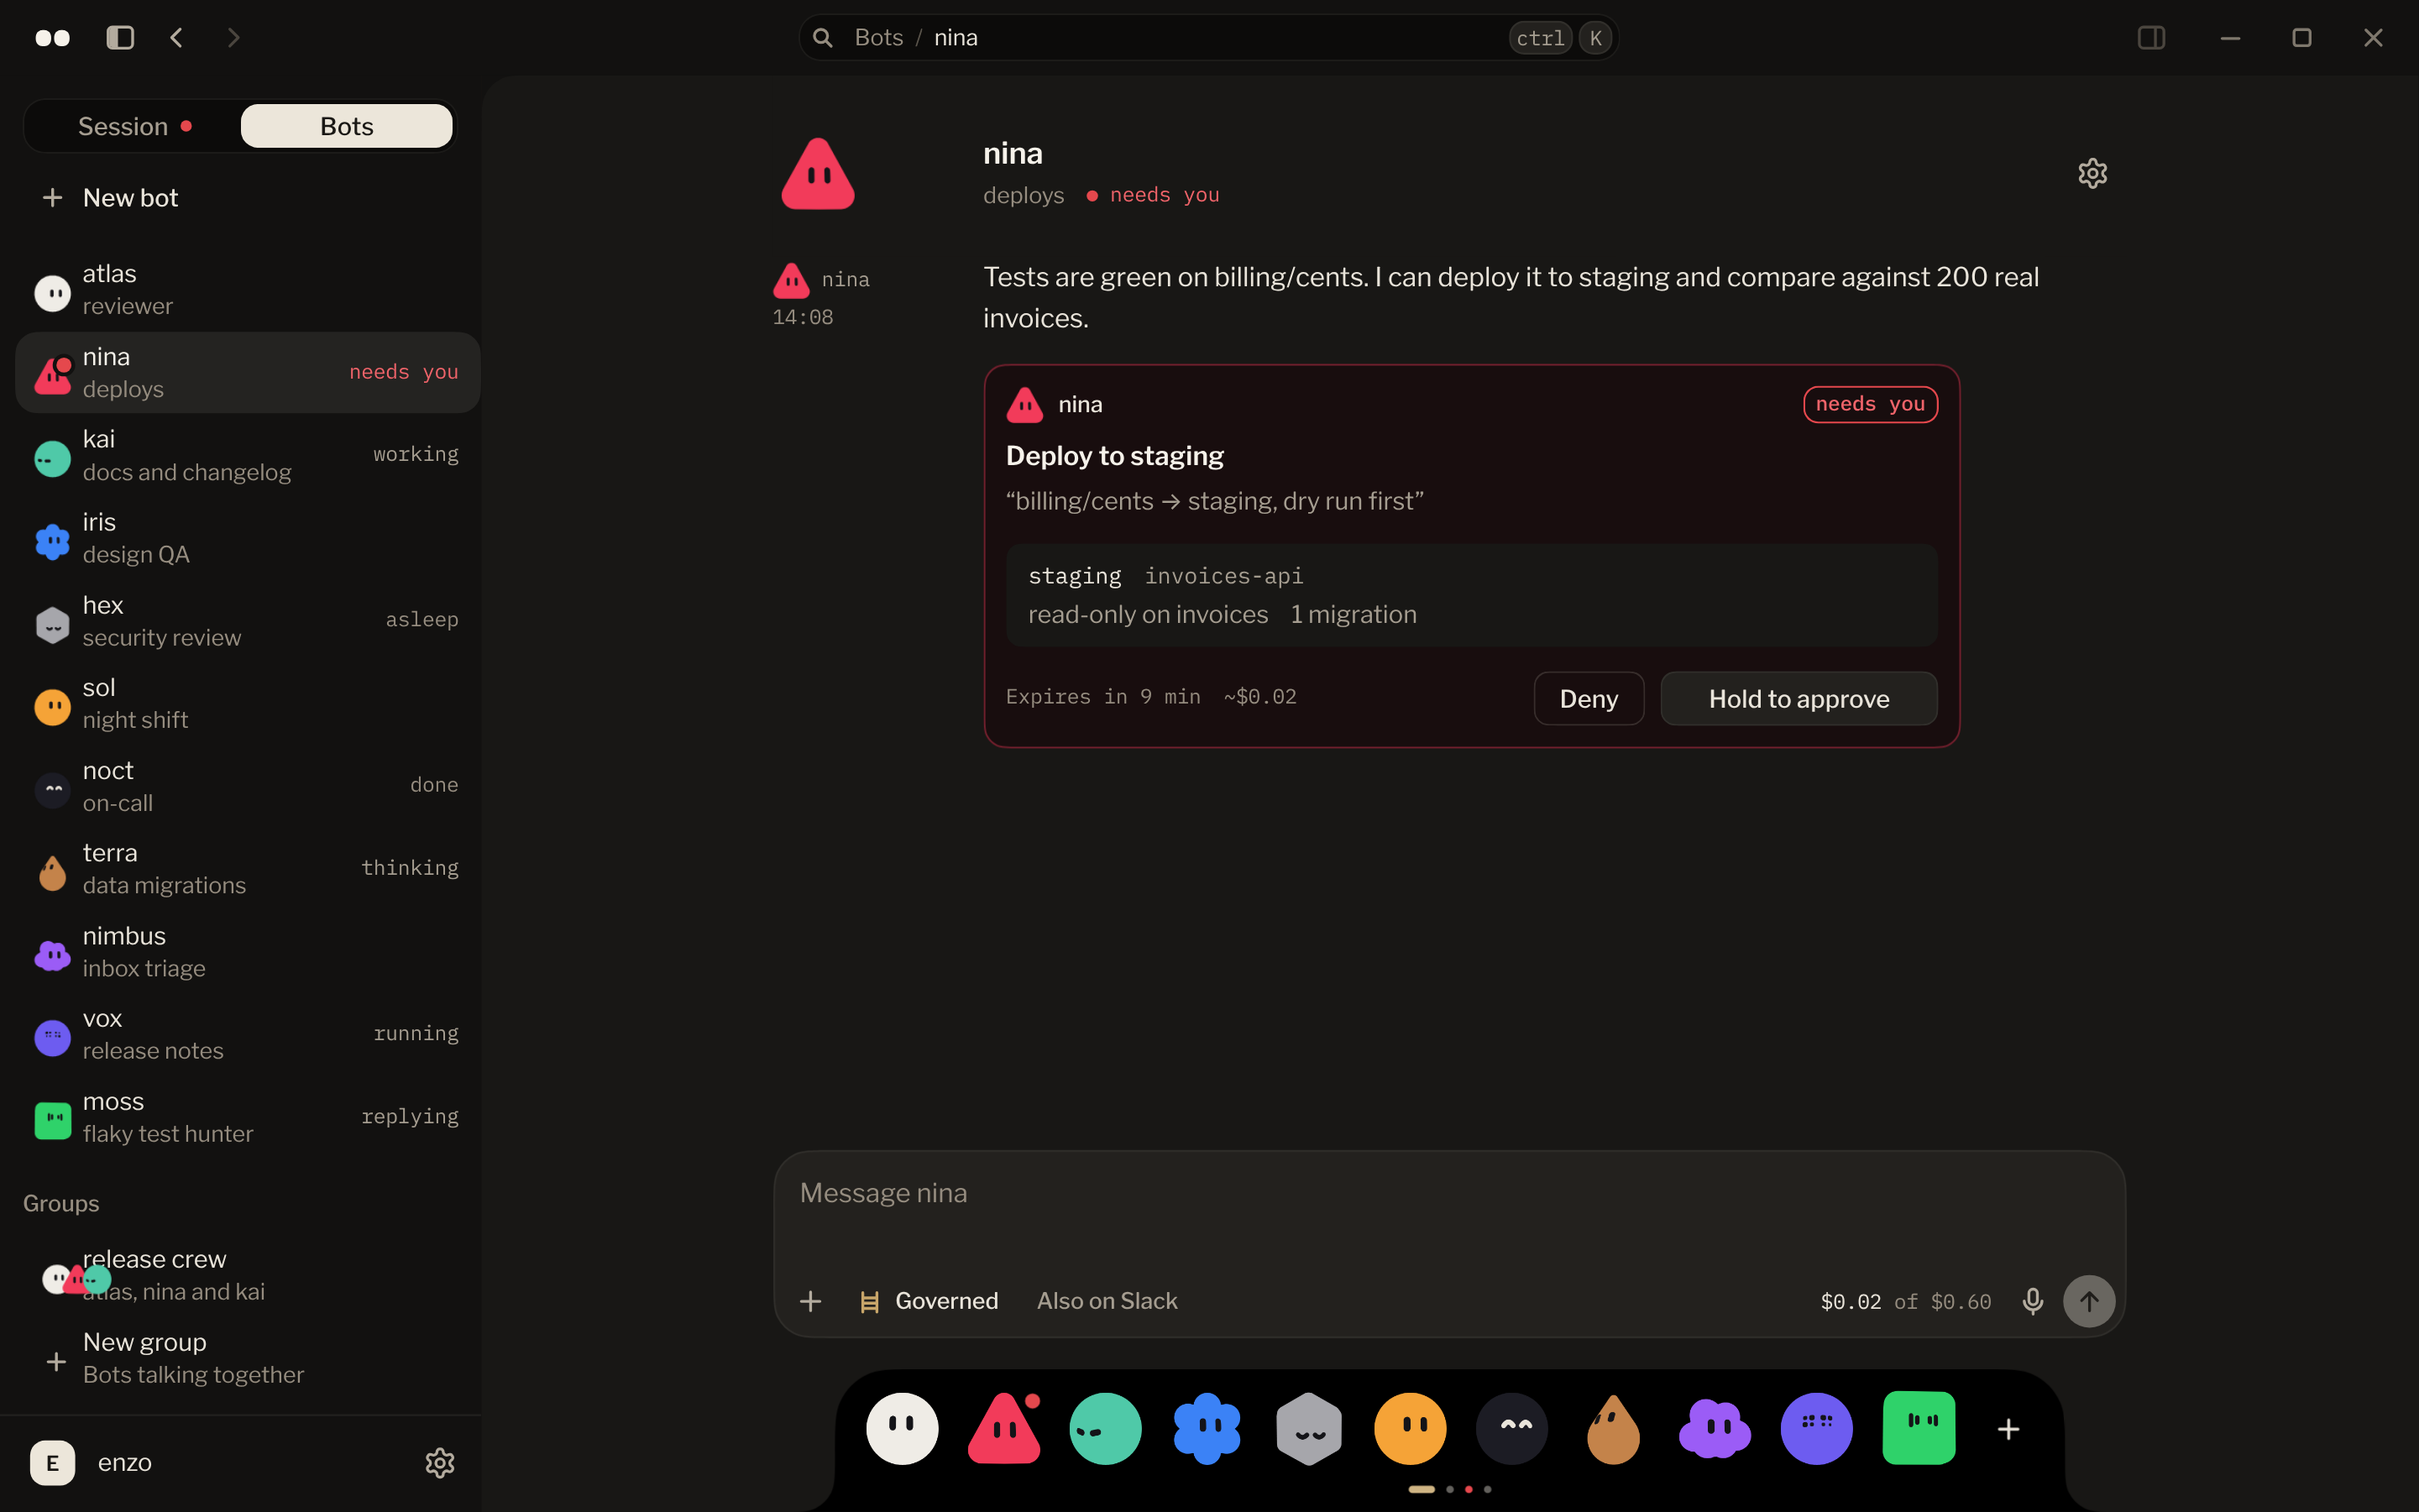 Bots / nina
ctrl K
Session
Bots
New bot
atlas
reviewer
nina
deploys
needs you
kai
docs and changelog
working
iris
design QA
hex
security review
asleep
sol
night shift
noct
on-call
done
terra
data migrations
thinking
nimbus
inbox triage
vox
release notes
running
moss
flaky test hunter
replying
Groups
release crew
atlas, nina and kai
New group
Bots talking together
E enzo
nina
deploys needs you
nina
14:08
Tests are green on billing/cents. I can deploy it to staging and compare against 200 real
invoices.
nina
needs you
Deploy to staging
“billing/cents → staging, dry run first”
staging invoices-api
read-only on invoices 1 migration
Expires in 9 min ~$0.02
Deny
Hold to approve
Message nina
Governed
Also on Slack
$0.02 of $0.60